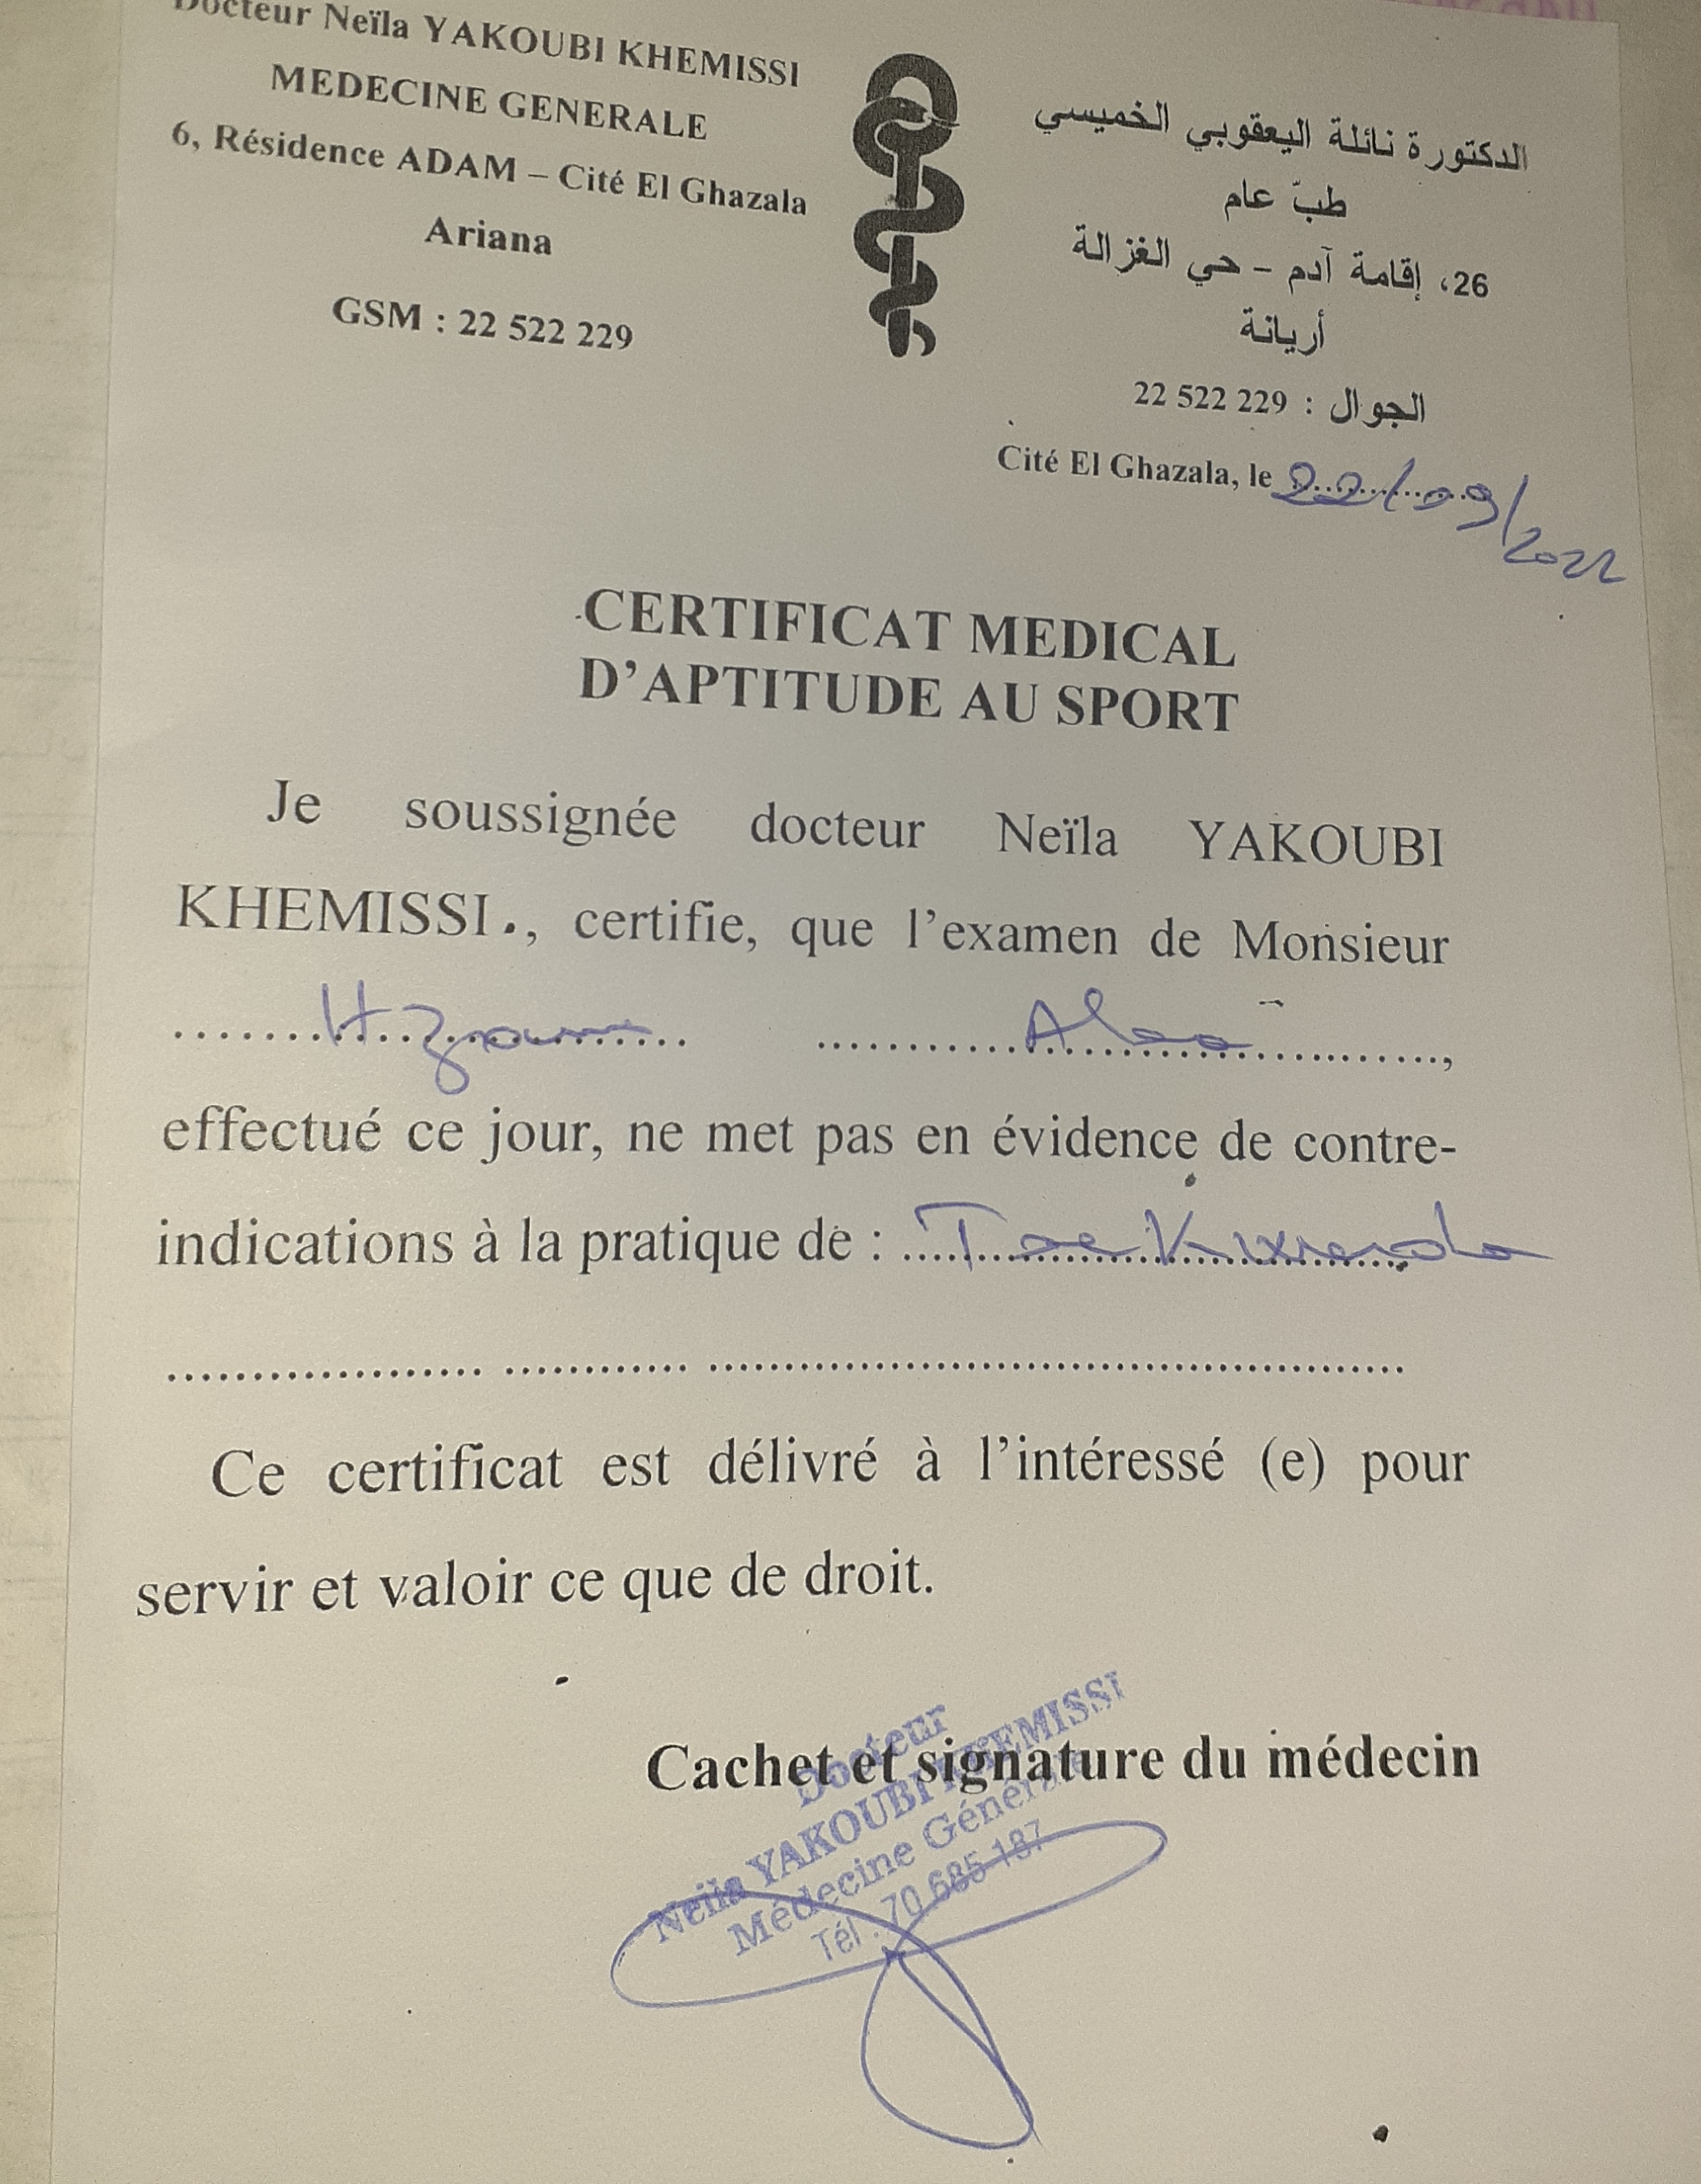 Docteur Neïla YAKOUBI KHEMISSI
MEDECINE GENERALE
6, Résidence ADAM – Cité El Ghazala
Ariana
GSM : 22 522 229
الدكتورة نائلة اليعقوبي الخميسي
طبّ عام
26، إقامة آدم - حي الغزالة
أريانة
الجوال : 22 522 229
Cité El Ghazala, le 22/09/2022
CERTIFICAT MEDICAL
D'APTITUDE AU SPORT
Je soussignée docteur Neïla YAKOUBI
KHEMISSI., certifie, que l'examen de Monsieur
Alaa ,
effectué ce jour, ne met pas en évidence de contre-
indications à la pratique de : Taekwendo
Ce certificat est délivré à l'intéressé (e) pour
servir et valoir ce que de droit.
Cachet et signature du médecin
Docteur
Neïla YAKOUBI KHEMISSI
Médecine Générale
Tél : 70 685 187